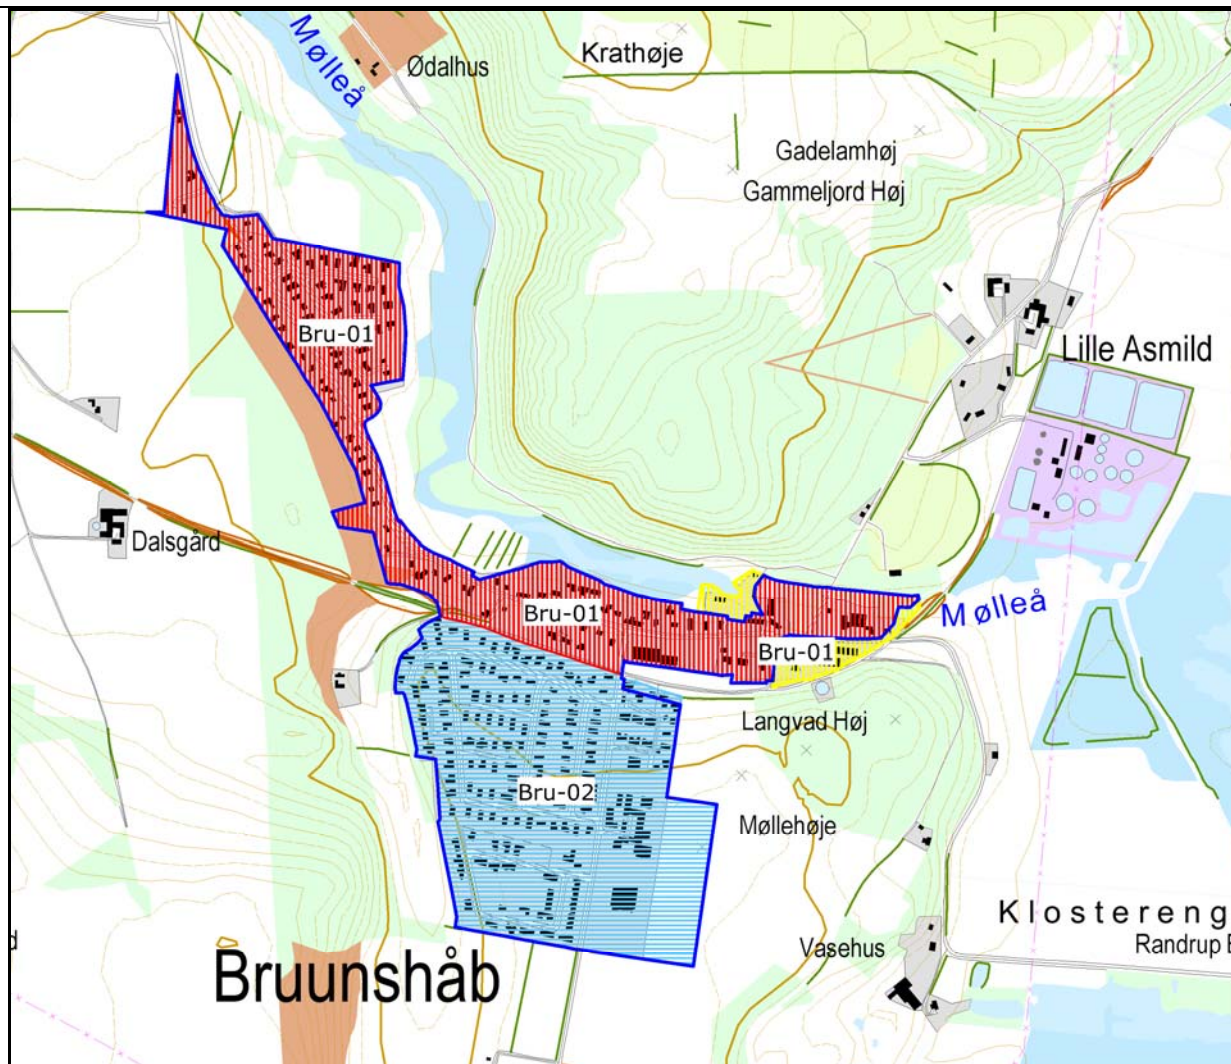 Mølleå
Ødalhus
Krathøje
Gadelamhøj
Gammeljord Høj
Bru-01
Lille Asmild
Dalsgård
Bru-01
Mølleå
Bru-01
Langvad Høj
Bru-02
Møllehøje
Klostereng
Vasehus
Randrup E
d
Bruunshåb